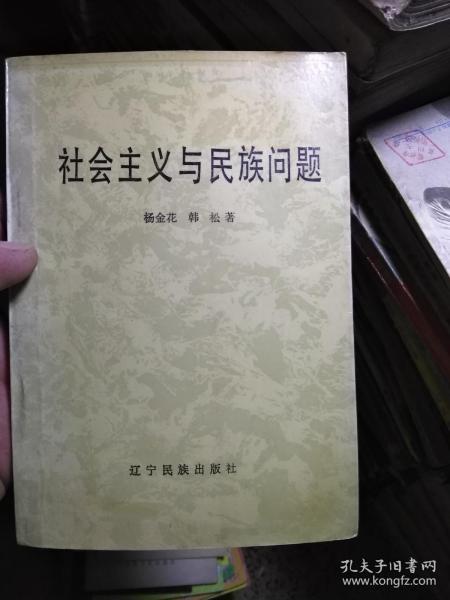 社会主义与民族问题
杨金花 韩 松 著
辽宁民族出版社
孔夫子旧书网
www.kongfz.com